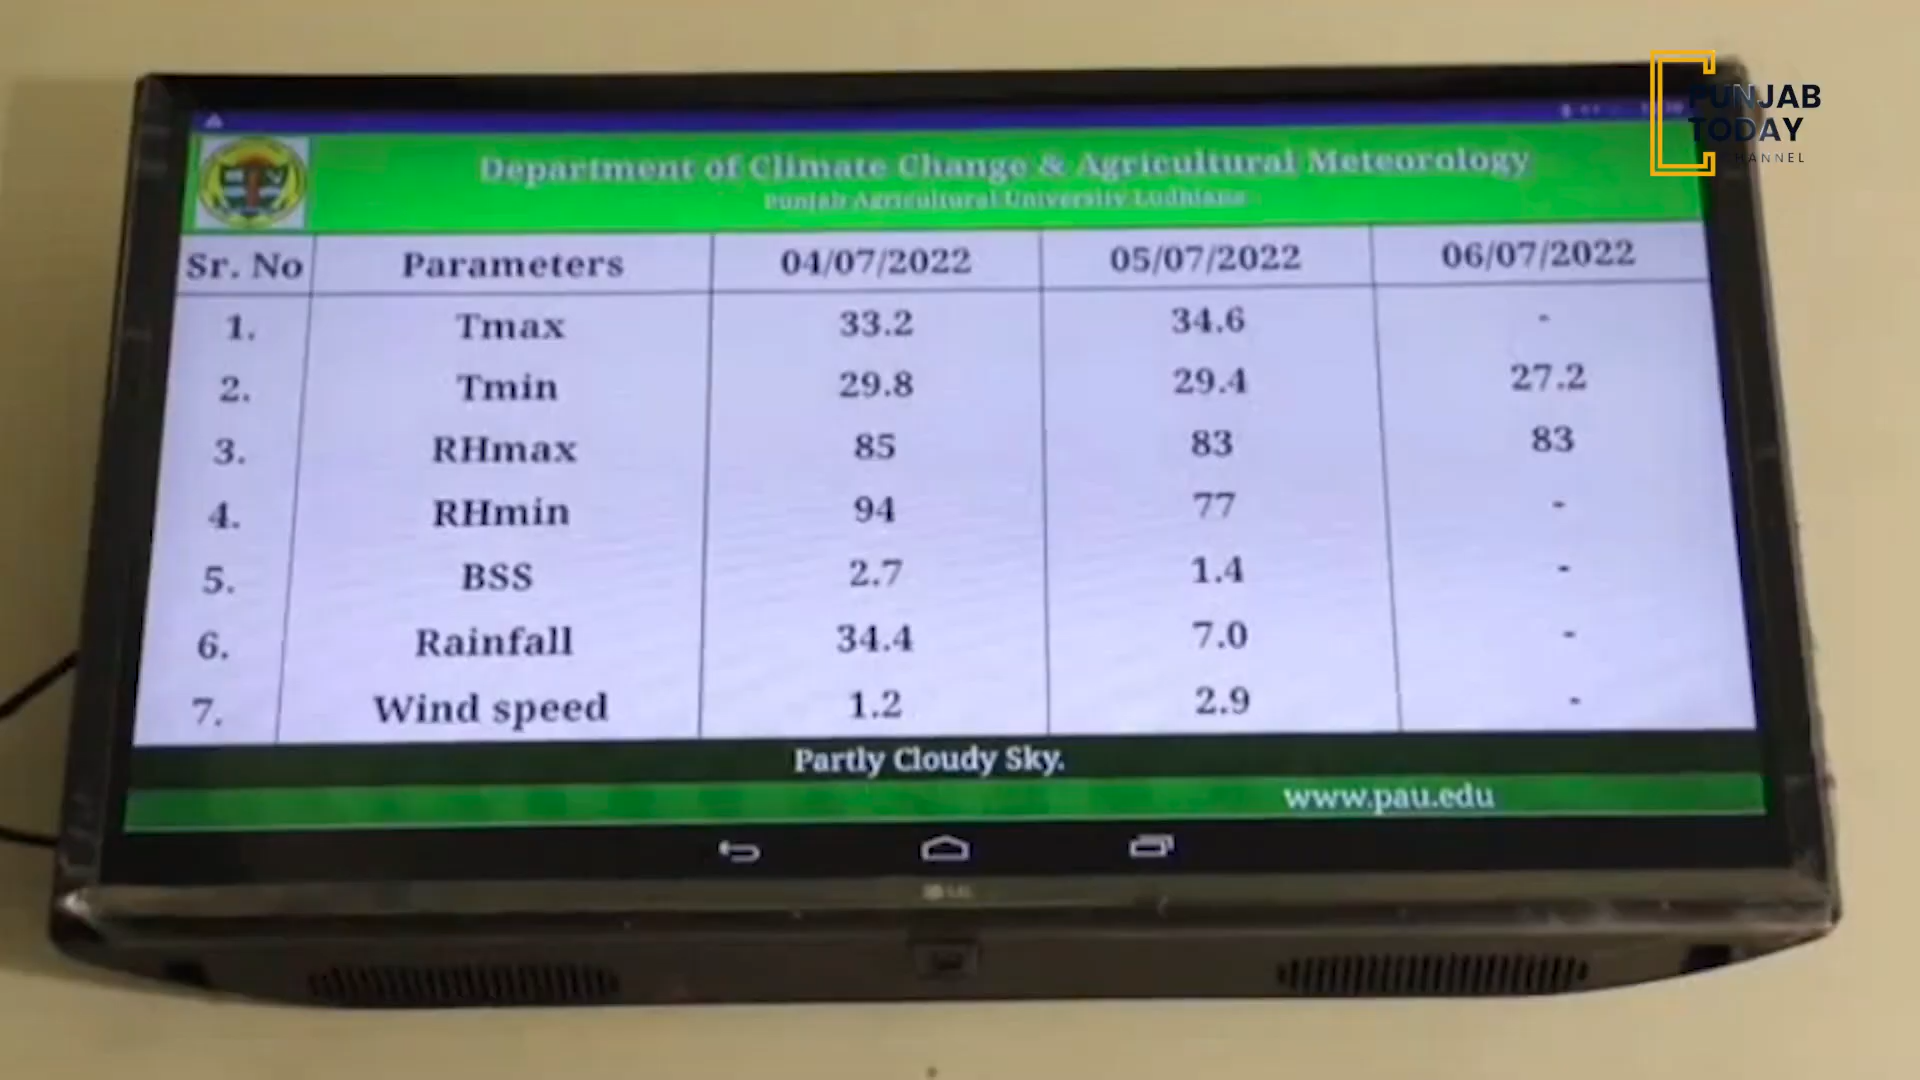 PUNJAB
TODAY
CHANNEL
Department of Climate Change & Agricultural Meteorology
Punjab Agricultural University Ludhiana
Sr. No Parameters 04/07/2022 05/07/2022 06/07/2022
1. Tmax 33.2 34.6 -
2. Tmin 29.8 29.4 27.2
3. RHmax 85 83 83
4. RHmin 94 77 -
5. BSS 2.7 1.4 -
6. Rainfall 34.4 7.0 -
7. Wind speed 1.2 2.9 -
Partly Cloudy Sky.
www.pau.edu
LG